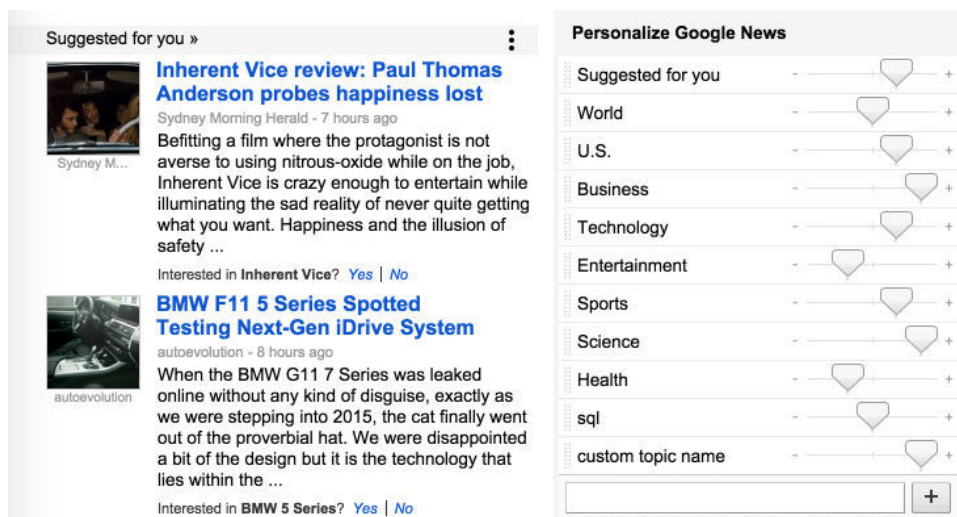 Suggested for you »
Inherent Vice review: Paul Thomas
Anderson probes happiness lost
Sydney Morning Herald - 7 hours ago
Sydney M...
Befitting a film where the protagonist is not
averse to using nitrous-oxide while on the job,
Inherent Vice is crazy enough to entertain while
illuminating the sad reality of never quite getting
what you want. Happiness and the illusion of
safety ...
Interested in Inherent Vice? Yes | No
BMW F11 5 Series Spotted
Testing Next-Gen iDrive System
autoevolution - 8 hours ago
autoevolution
When the BMW G11 7 Series was leaked
online without any kind of disguise, exactly as
we were stepping into 2015, the cat finally went
out of the proverbial hat. We were disappointed
a bit of the design but it is the technology that
lies within the ...
Interested in BMW 5 Series? Yes | No
Personalize Google News
Suggested for you - +
World - +
U.S. - +
Business - +
Technology - +
Entertainment - +
Sports - +
Science - +
Health - +
sql - +
custom topic name - +
+